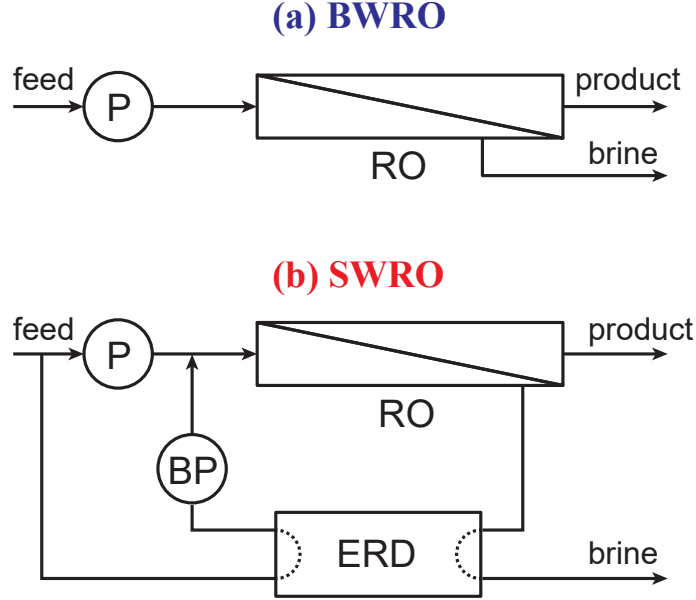 (a) BWRO
feed
P
product
RO
brine
(b) SWRO
feed
P
product
RO
BP
ERD
brine